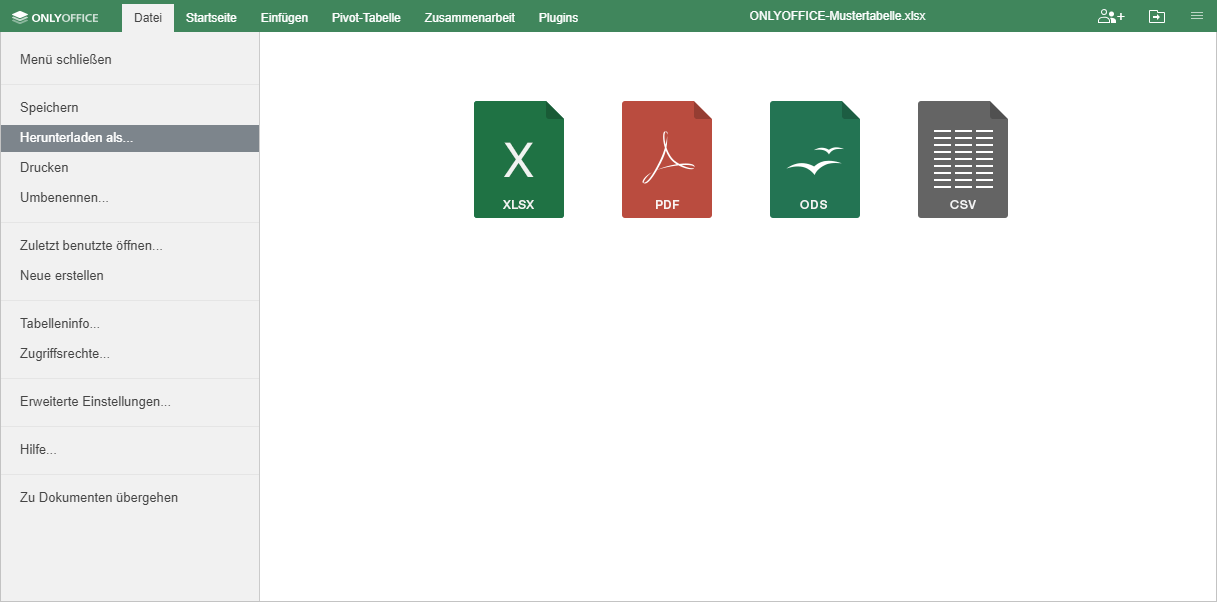 ONLYOFFICE Datei Startseite Einfügen Pivot-Tabelle Zusammenarbeit Plugins ONLYOFFICE-Mustertabelle.xlsx
Menü schließen
Speichern
Herunterladen als...
Drucken
Umbenennen...
Zuletzt benutzte öffnen...
Neue erstellen
Tabelleninfo...
Zugriffsrechte...
Erweiterte Einstellungen...
Hilfe...
Zu Dokumenten übergehen
X
XLSX PDF ODS CSV